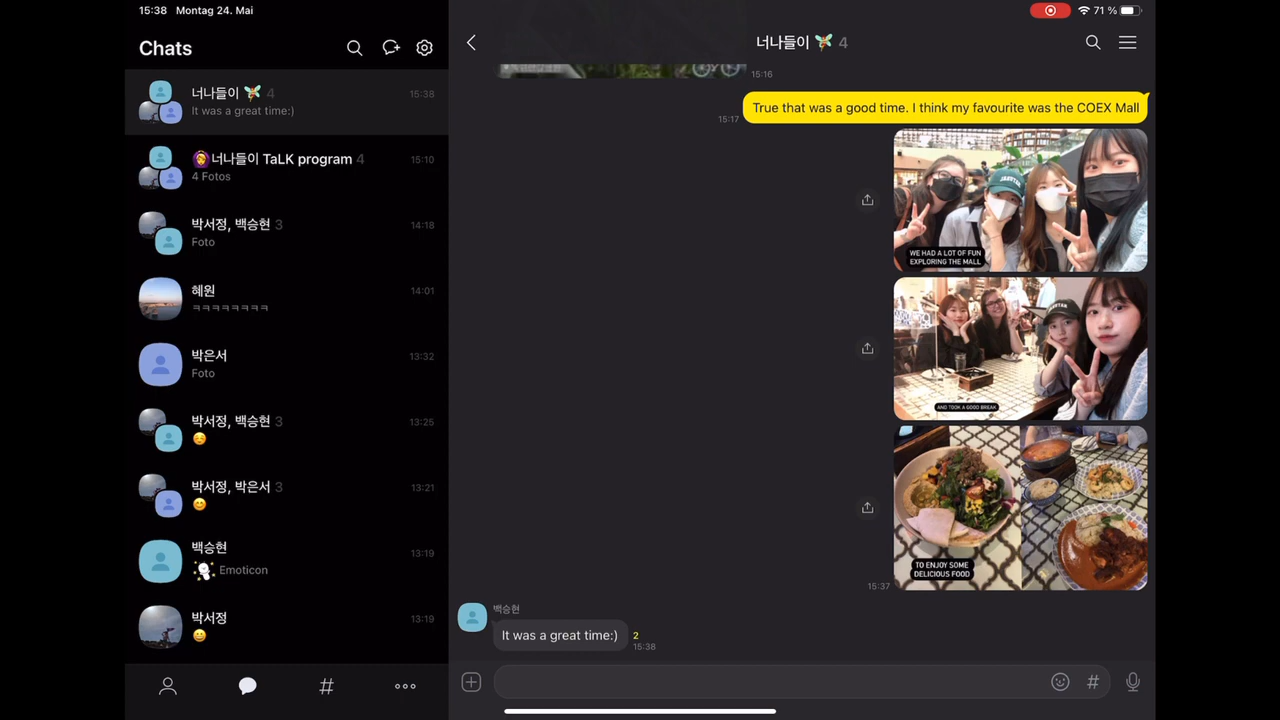 15:38 Montag 24. Mai
71 %
Chats
너나들이 4
15:38
It was a great time:)
너나들이 TaLK program 4
15:10
4 Fotos
박서정, 백승현 3
14:18
Foto
혜원
14:01
ㅋㅋㅋㅋㅋㅋㅋㅋ
박은서
13:32
Foto
박서정, 백승현 3
13:25
박서정, 박은서 3
13:21
백승현
13:19
Emoticon
박서정
13:19
너나들이 4
15:16
True that was a good time. I think my favourite was the COEX Mall
15:17
WE HAD A LOT OF FUN
EXPLORING THE MALL
AND TOOK A GOOD BREAK
TO ENJOY SOME
DELICIOUS FOOD
15:37
백승현
It was a great time:)
2
15:38